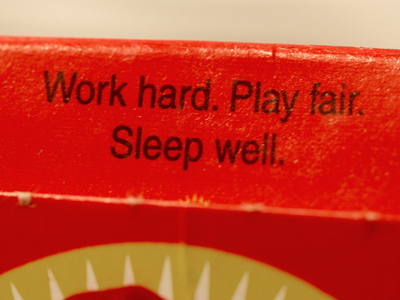 Work hard. Play fair.
Sleep well.